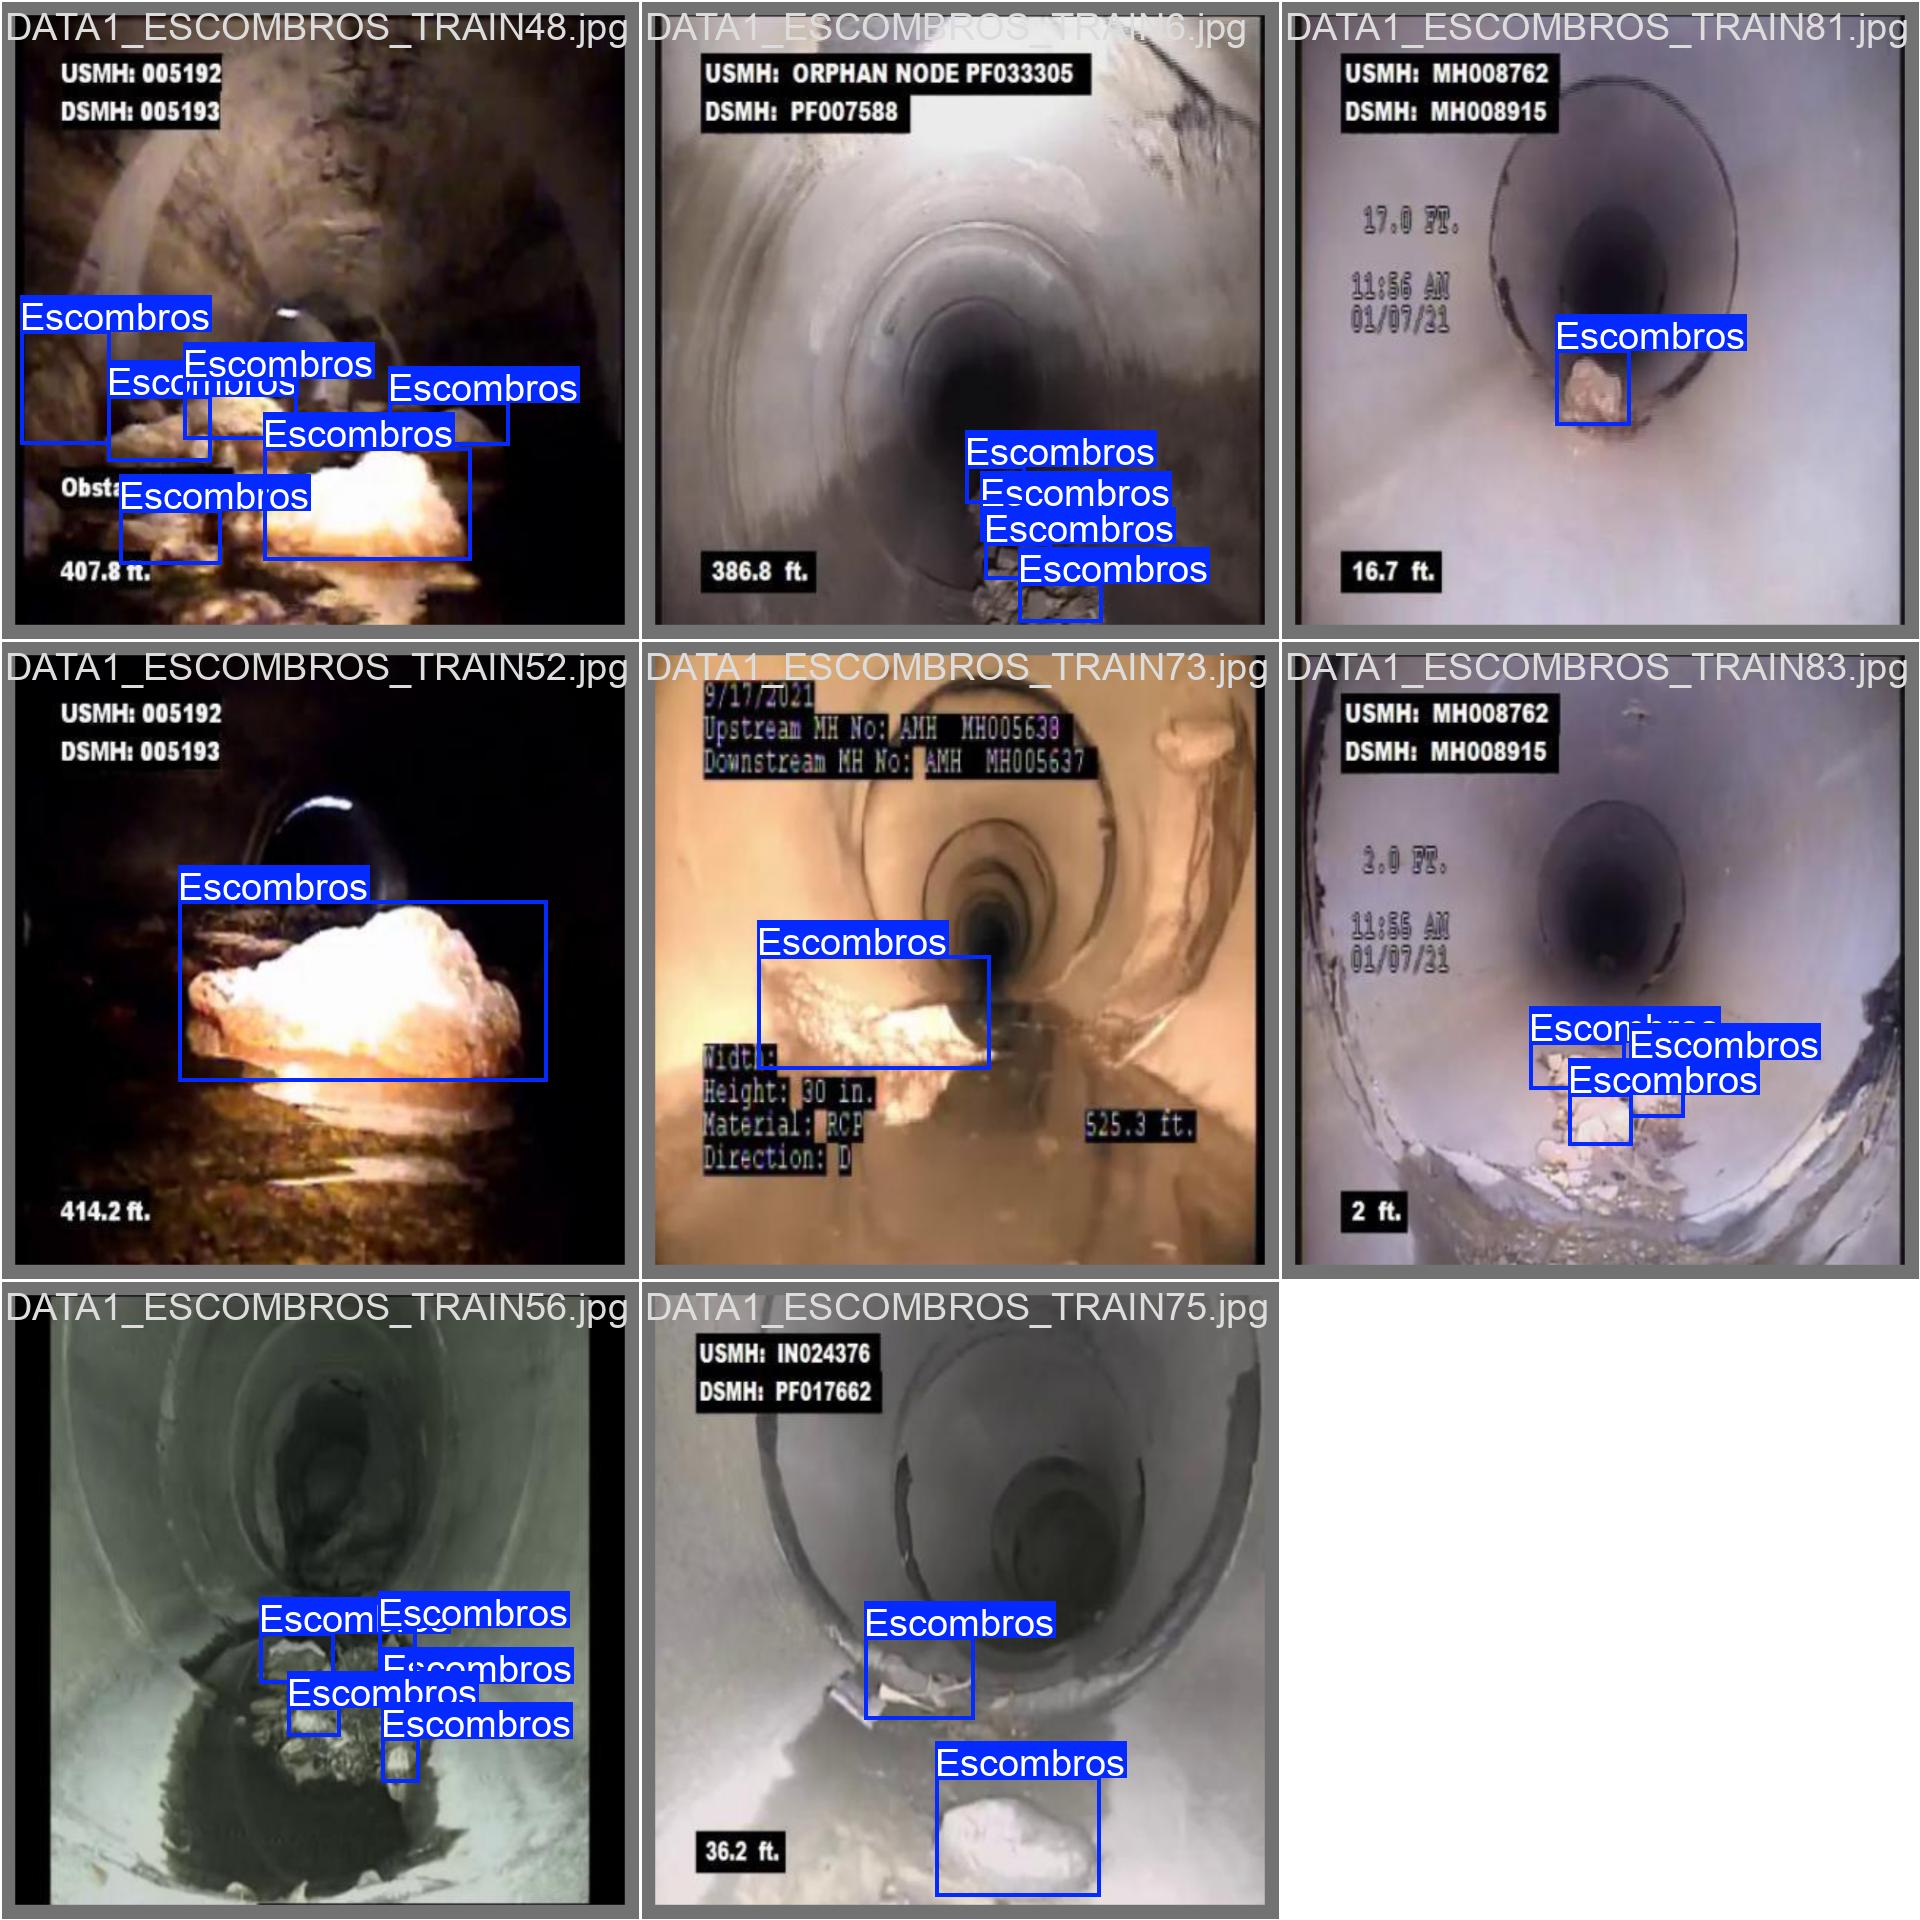 DATA1_ESCOMBROS_TRAIN48.jpg
USMH: 005192
DSMH: 005193
Escombros
Escombros
Escombros
Escombros
Escombros
Escombros
407.8 ft.
DATA1_ESCOMBROS_TRAIN6.jpg
USMH: ORPHAN NODE PF033305
DSMH: PF007588
Escombros
Escombros
Escombros
Escombros
386.8 ft.
DATA1_ESCOMBROS_TRAIN81.jpg
USMH: MH008762
DSMH: MH008915
17.0 FT.
11:56 AM
01/07/21
Escombros
16.7 ft.
DATA1_ESCOMBROS_TRAIN52.jpg
USMH: 005192
DSMH: 005193
Escombros
414.2 ft.
DATA1_ESCOMBROS_TRAIN73.jpg
9/17/2021
Upstream MH No: AMH MH005638
Downstream MH No: AMH MH005637
Escombros
Width:
Height: 30 in.
Material: RCP
525.3 ft.
Direction: D
DATA1_ESCOMBROS_TRAIN83.jpg
USMH: MH008762
DSMH: MH008915
2.0 FT.
11:55 AM
01/07/21
Escombros
Escombros
Escombros
2 ft.
DATA1_ESCOMBROS_TRAIN56.jpg
Escombros
Escombros
Escombros
Escombros
Escombros
DATA1_ESCOMBROS_TRAIN75.jpg
USMH: IN024376
DSMH: PF017662
Escombros
Escombros
36.2 ft.